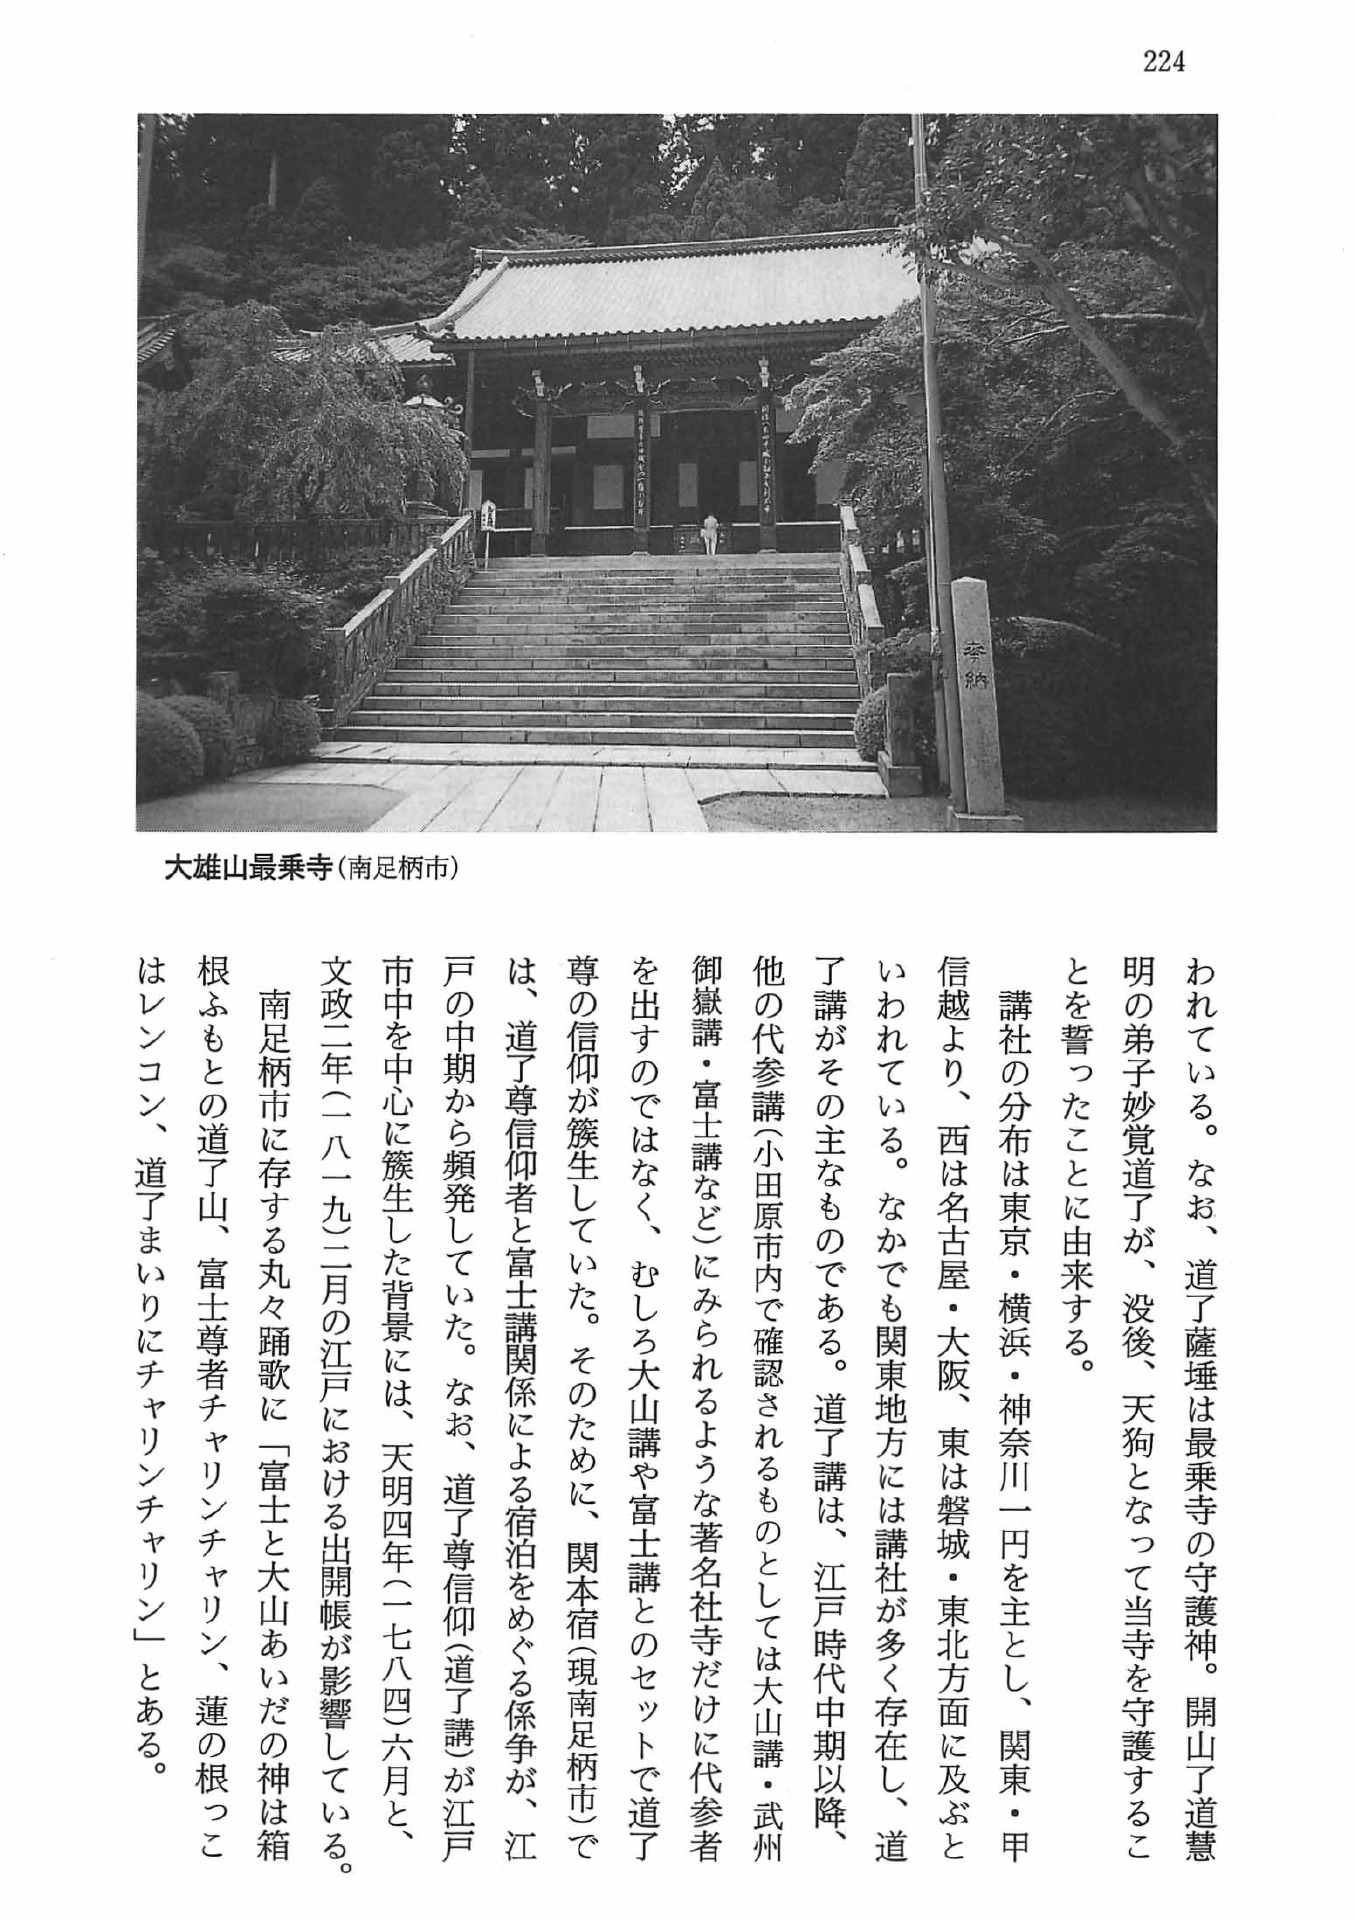 224
奉納
大雄山最乗寺(南足柄市)
われている。なお、道了薩埵は最乗寺の守護神。開山了道慧
明の弟子妙覚道了が、没後、天狗となって当寺を守護するこ
とを誓ったことに由来する。
講社の分布は東京・横浜・神奈川一円を主とし、関東・甲
信越より、西は名古屋・大阪、東は磐城・東北方面に及ぶと
いわれている。なかでも関東地方には講社が多く存在し、道
了講がその主なものである。道了講は、江戸時代中期以降、
他の代参講(小田原市内で確認されるものとしては大山講・武州
御嶽講・富士講など)にみられるような著名社寺だけに代参者
を出すのではなく、むしろ大山講や富士講とのセットで道了
尊の信仰が簇生していた。そのために、関本宿(現南足柄市)で
は、道了尊信仰者と富士講関係による宿泊をめぐる係争が、江
戸の中期から頻発していた。なお、道了尊信仰(道了講)が江戸
市中を中心に簇生した背景には、天明四年(一七八四)六月と、
文政二年(一八一九)二月の江戸における出開帳が影響している。
南足柄市に存する丸々踊歌に「富士と大山あいだの神は箱
根ふもとの道了山、富士尊者チャリンチャリン、蓮の根っこ
はレンコン、道了まいりにチャリンチャリン」とある。